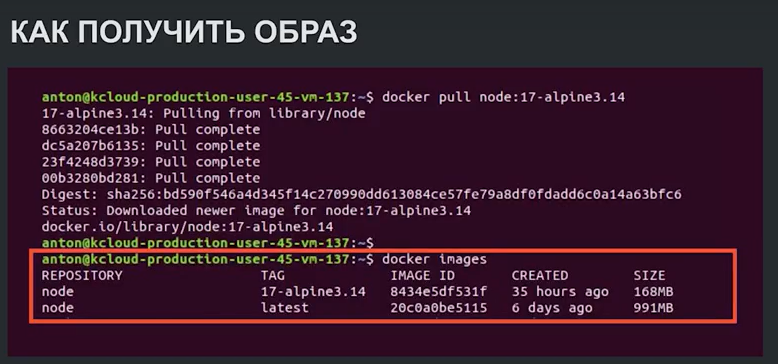 КАК ПОЛУЧИТЬ ОБРАЗ
anton@kcloud-production-user-45-vm-137:~$ docker pull node:17-alpine3.14
17-alpine3.14: Pulling from library/node
8663204ce13b: Pull complete
dc5a207b6135: Pull complete
23f4248d3739: Pull complete
00b3280bd281: Pull complete
Digest: sha256:bd590f546a4d345f14c270990dd613084ce57fe79a8df0fdadd6c0a14a63bfc6
Status: Downloaded newer image for node:17-alpine3.14
docker.io/library/node:17-alpine3.14
anton@kcloud-production-user-45-vm-137:~$
anton@kcloud-production-user-45-vm-137:~$ docker images
REPOSITORY TAG IMAGE ID CREATED SIZE
node 17-alpine3.14 8434e5df531f 35 hours ago 168MB
node latest 20c0a0be5115 6 days ago 991MB